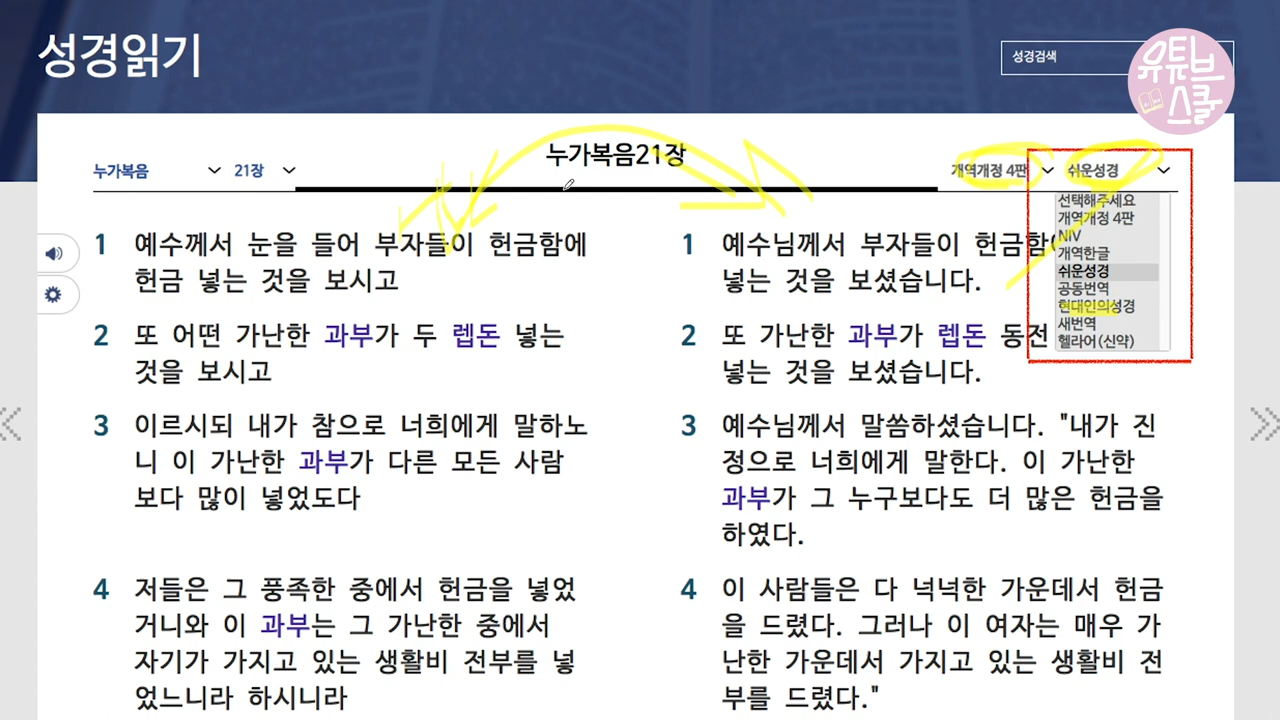 성경읽기
성경검색
유튜브
스쿨
누가복음
21장
누가복음21장
개역개정 4판
쉬운성경
선택해주세요
개역개정 4판
NIV
개역한글
쉬운성경
공동번역
현대인의성경
새번역
헬라어(신약)
1 예수께서 눈을 들어 부자들이 헌금함에
헌금 넣는 것을 보시고
2 또 어떤 가난한 과부가 두 렙돈 넣는
것을 보시고
3 이르시되 내가 참으로 너희에게 말하노
니 이 가난한 과부가 다른 모든 사람
보다 많이 넣었도다
4 저들은 그 풍족한 중에서 헌금을 넣었
거니와 이 과부는 그 가난한 중에서
자기가 가지고 있는 생활비 전부를 넣
었느니라 하시니라
1 예수님께서 부자들이 헌금함
넣는 것을 보셨습니다.
2 또 가난한 과부가 렙돈 동전
넣는 것을 보셨습니다.
3 예수님께서 말씀하셨습니다. "내가 진
정으로 너희에게 말한다. 이 가난한
과부가 그 누구보다도 더 많은 헌금을
하였다.
4 이 사람들은 다 넉넉한 가운데서 헌금
을 드렸다. 그러나 이 여자는 매우 가
난한 가운데서 가지고 있는 생활비 전
부를 드렸다."